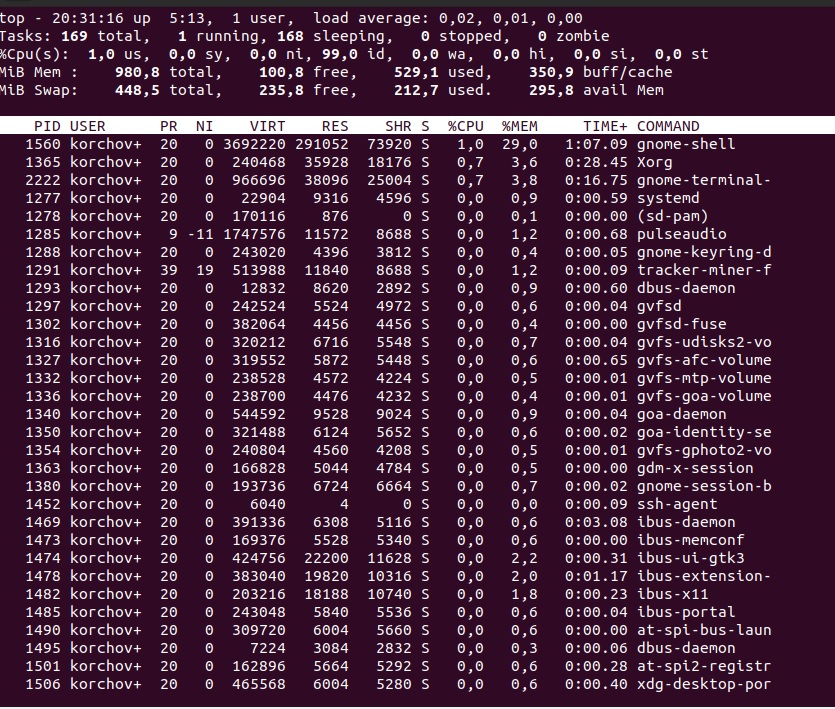 top - 20:31:16 up  5:13,  1 user,  load average: 0,02, 0,01, 0,00
Tasks: 169 total,   1 running, 168 sleeping,   0 stopped,   0 zombie
%Cpu(s):  1,0 us,  0,0 sy,  0,0 ni, 99,0 id,  0,0 wa,  0,0 hi,  0,0 si,  0,0 st
MiB Mem :    980,8 total,    100,8 free,    529,1 used,    350,9 buff/cache
MiB Swap:    448,5 total,    235,8 free,    212,7 used.    295,8 avail Mem
PID USER PR NI VIRT RES SHR S %CPU %MEM TIME+ COMMAND
1560 korchov+ 20 0 3692220 291052 73920 S 1,0 29,0 1:07.09 gnome-shell
1365 korchov+ 20 0 240468 35928 18176 S 0,7 3,6 0:28.45 Xorg
2222 korchov+ 20 0 966696 38096 25004 S 0,7 3,8 0:16.75 gnome-terminal-
1277 korchov+ 20 0 22904 9316 4596 S 0,0 0,9 0:00.59 systemd
1278 korchov+ 20 0 170116 876 0 S 0,0 0,1 0:00.00 (sd-pam)
1285 korchov+ 9 -11 1747576 11572 8688 S 0,0 1,2 0:00.68 pulseaudio
1288 korchov+ 20 0 243020 4396 3812 S 0,0 0,4 0:00.05 gnome-keyring-d
1291 korchov+ 39 19 513988 11840 8688 S 0,0 1,2 0:00.09 tracker-miner-f
1293 korchov+ 20 0 12832 8620 2892 S 0,0 0,9 0:00.60 dbus-daemon
1297 korchov+ 20 0 242524 5524 4972 S 0,0 0,6 0:00.04 gvfsd
1302 korchov+ 20 0 382064 4456 4456 S 0,0 0,4 0:00.00 gvfsd-fuse
1316 korchov+ 20 0 320212 6716 5548 S 0,0 0,7 0:00.04 gvfs-udisks2-vo
1327 korchov+ 20 0 319552 5872 5448 S 0,0 0,6 0:00.65 gvfs-afc-volume
1332 korchov+ 20 0 238528 4572 4224 S 0,0 0,5 0:00.01 gvfs-mtp-volume
1336 korchov+ 20 0 238700 4476 4232 S 0,0 0,4 0:00.01 gvfs-goa-volume
1340 korchov+ 20 0 544592 9528 9024 S 0,0 0,9 0:00.04 goa-daemon
1350 korchov+ 20 0 321488 6124 5652 S 0,0 0,6 0:00.02 goa-identity-se
1354 korchov+ 20 0 240804 4560 4208 S 0,0 0,5 0:00.01 gvfs-gphoto2-vo
1363 korchov+ 20 0 166828 5044 4784 S 0,0 0,5 0:00.00 gdm-x-session
1380 korchov+ 20 0 193736 6724 6664 S 0,0 0,7 0:00.02 gnome-session-b
1452 korchov+ 20 0 6040 4 0 S 0,0 0,0 0:00.09 ssh-agent
1469 korchov+ 20 0 391336 6308 5116 S 0,0 0,6 0:03.08 ibus-daemon
1473 korchov+ 20 0 169376 5528 5340 S 0,0 0,6 0:00.00 ibus-memconf
1474 korchov+ 20 0 424756 22200 11628 S 0,0 2,2 0:00.31 ibus-ui-gtk3
1478 korchov+ 20 0 383040 19820 10316 S 0,0 2,0 0:01.17 ibus-extension-
1482 korchov+ 20 0 203216 18188 10740 S 0,0 1,8 0:00.23 ibus-x11
1485 korchov+ 20 0 243048 5840 5536 S 0,0 0,6 0:00.04 ibus-portal
1490 korchov+ 20 0 309720 6004 5660 S 0,0 0,6 0:00.00 at-spi-bus-laun
1495 korchov+ 20 0 7224 3084 2832 S 0,0 0,3 0:00.06 dbus-daemon
1501 korchov+ 20 0 162896 5664 5292 S 0,0 0,6 0:00.28 at-spi2-registr
1506 korchov+ 20 0 465568 6004 5280 S 0,0 0,6 0:00.40 xdg-desktop-por